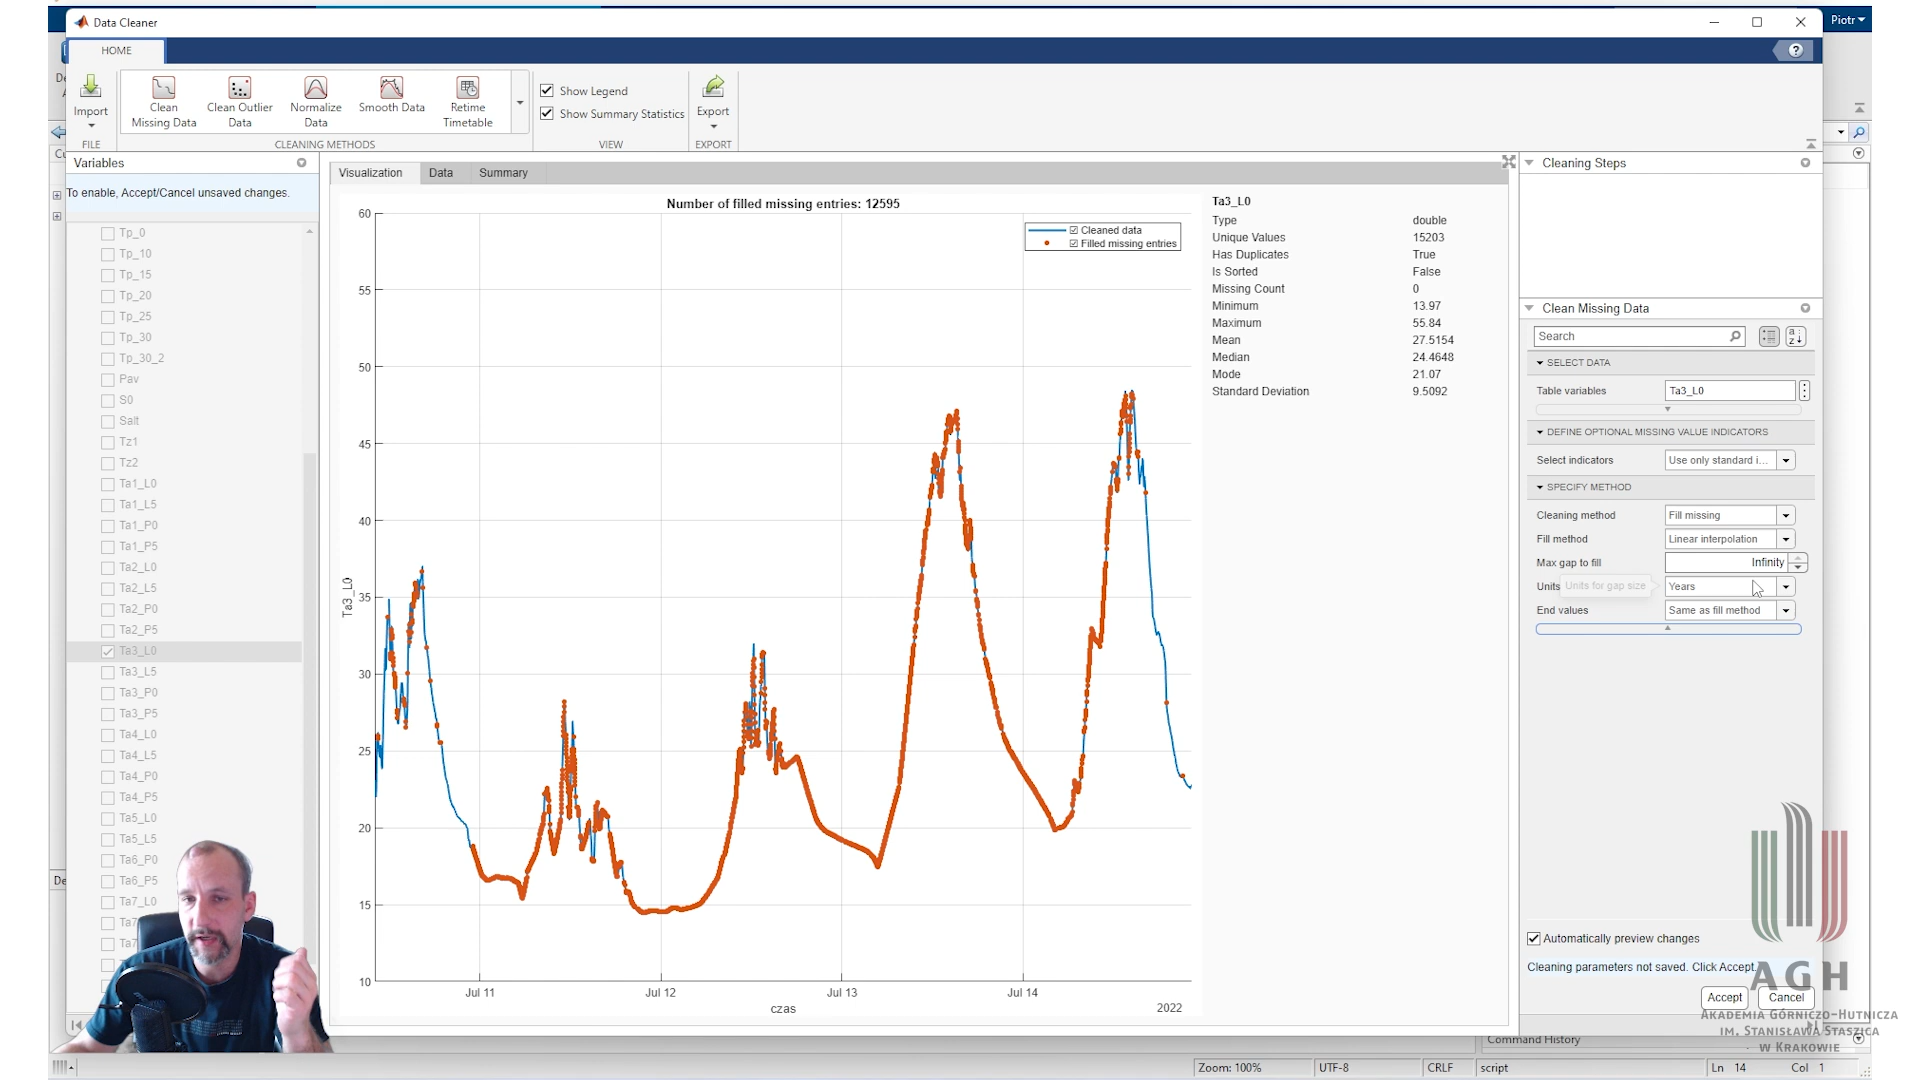 Data Cleaner
Piotr
HOME
?
Import
Clean
Missing Data
Clean Outlier
Data
Normalize
Data
Smooth Data
Retime
Timetable
Show Legend
Show Summary Statistics
Export
FILE
CLEANING METHODS
VIEW
EXPORT
Variables
To enable, Accept/Cancel unsaved changes.
Tp_0
Tp_10
Tp_15
Tp_20
Tp_25
Tp_30
Tp_30_2
Pav
S0
Salt
Tz1
Tz2
Ta1_L0
Ta1_L5
Ta1_P0
Ta1_P5
Ta2_L0
Ta2_L5
Ta2_P0
Ta2_P5
Ta3_L0
Ta3_L5
Ta3_P0
Ta3_P5
Ta4_L0
Ta4_L5
Ta4_P0
Ta4_P5
Ta5_L0
Ta5_L5
Ta6_P0
Ta6_P5
Ta7_L0
Ta7
Ta7
Visualization
Data
Summary
Number of filled missing entries: 12595
Cleaned data
Filled missing entries
60
55
50
45
40
35
30
25
20
15
10
Ta3_L0
Jul 11
Jul 12
Jul 13
Jul 14
czas
2022
Ta3_L0
Type double
Unique Values 15203
Has Duplicates True
Is Sorted False
Missing Count 0
Minimum 13.97
Maximum 55.84
Mean 27.5154
Median 24.4648
Mode 21.07
Standard Deviation 9.5092
Cleaning Steps
Clean Missing Data
Search
SELECT DATA
Table variables Ta3_L0
DEFINE OPTIONAL MISSING VALUE INDICATORS
Select indicators Use only standard i...
SPECIFY METHOD
Cleaning method Fill missing
Fill method Linear interpolation
Max gap to fill Infinity
Units Units for gap size Years
End values Same as fill method
Automatically preview changes
Cleaning parameters not saved. Click Accept.
Accept
Cancel
AGH
AKADEMIA GÓRNICZO-HUTNICZA
IM. STANISŁAWA STASZICA
W KRAKOWIE
Command History
De
Zoom: 100%
UTF-8
CRLF
script
Ln 14
Col 1